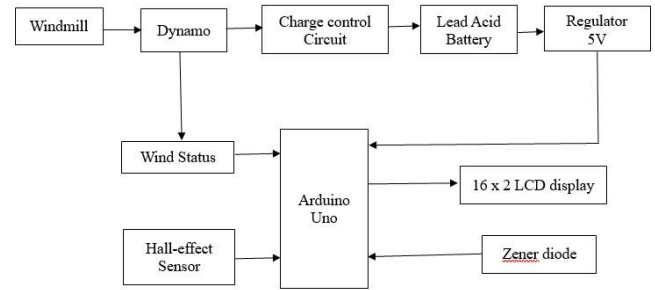 Windmill
Dynamo
Charge control
Circuit
Lead Acid
Battery
Regulator
5V
Wind Status
Arduino
Uno
16 x 2 LCD display
Hall-effect
Sensor
Zener diode